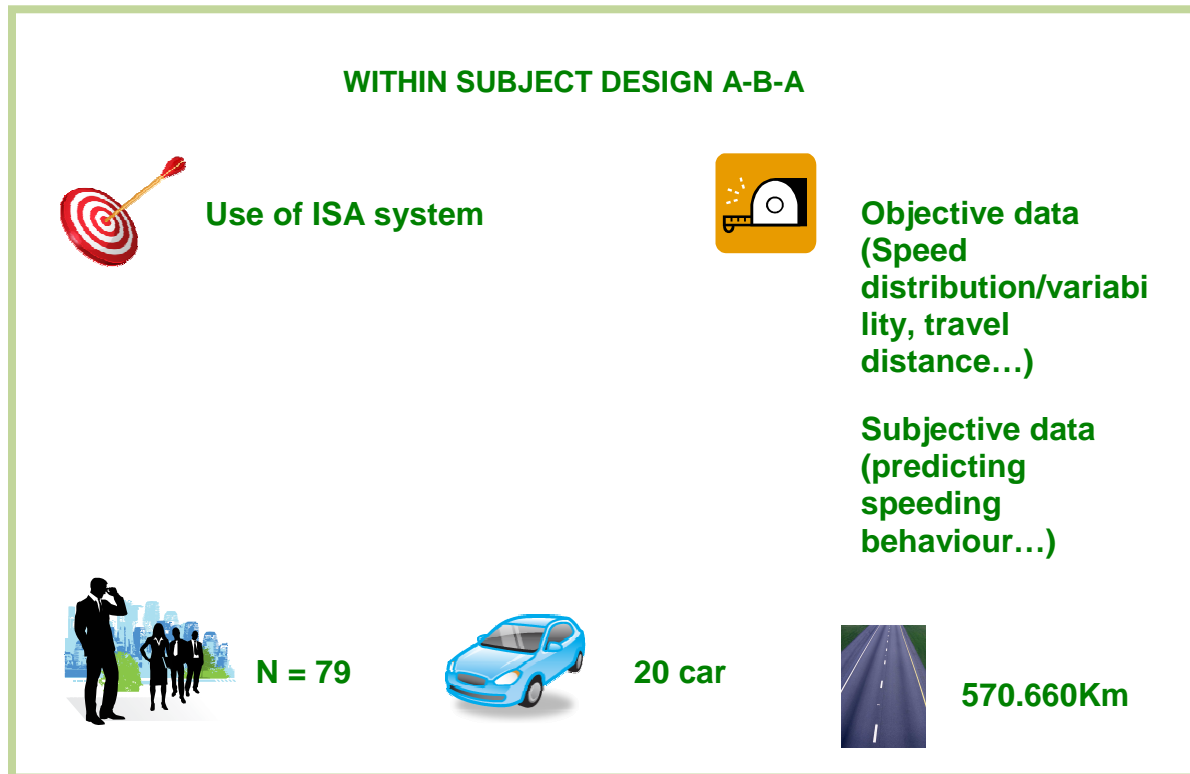 WITHIN SUBJECT DESIGN A-B-A
Use of ISA system
Objective data
(Speed
distribution/variabi
lity, travel
distance…)
Subjective data
(predicting
speeding
behaviour…)
N = 79
20 car
570.660Km